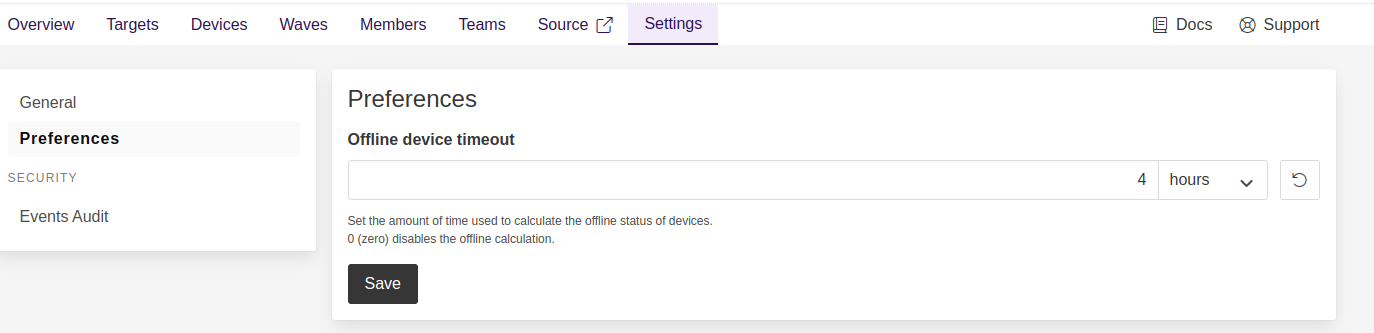 Overview Targets Devices Waves Members Teams Source Settings Docs Support
General
Preferences
SECURITY
Events Audit
Preferences
Offline device timeout
4 hours
Set the amount of time used to calculate the offline status of devices.
0 (zero) disables the offline calculation.
Save